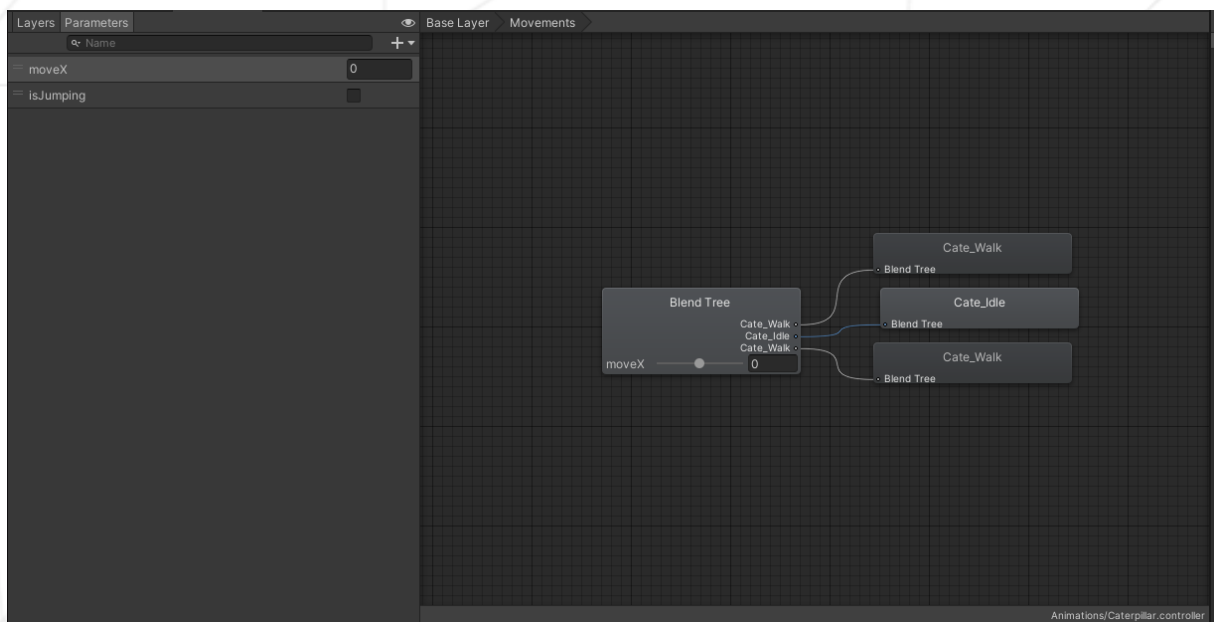 Layers Parameters
Base Layer Movements
Name
moveX 0
isJumping
Cate_Walk
Blend Tree
Blend Tree
Cate_Walk
Cate_Idle
Cate_Walk
moveX 0
Cate_Idle
Blend Tree
Cate_Walk
Blend Tree
Animations/Caterpillar.controller